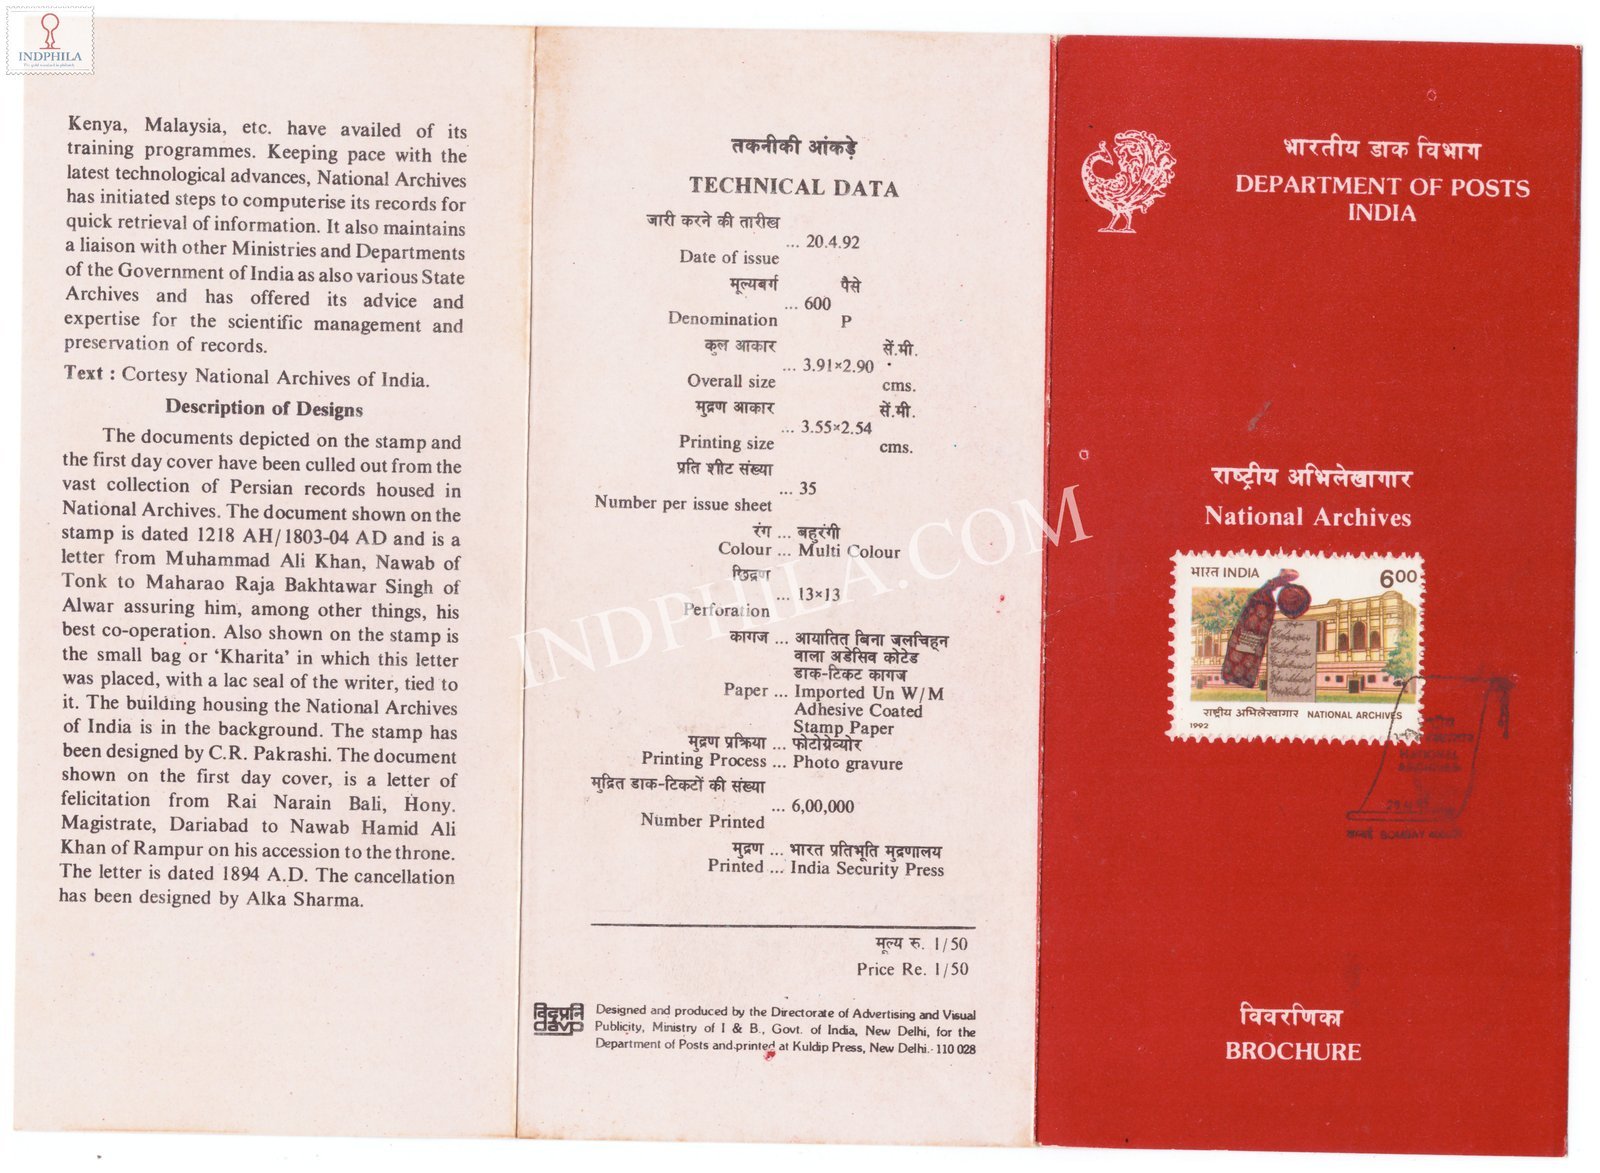 INDPHILA
Kenya, Malaysia, etc. have availed of its
training programmes. Keeping pace with the
latest technological advances, National Archives
has initiated steps to computerise its records for
quick retrieval of information. It also maintains
a liaison with other Ministries and Departments
of the Government of India as also various State
Archives and has offered its advice and
expertise for the scientific management and
preservation of records.
Text : Cortesy National Archives of India.
Description of Designs
The documents depicted on the stamp and
the first day cover have been culled out from the
vast collection of Persian records housed in
National Archives. The document shown on the
stamp is dated 1218 AH/1803-04 AD and is a
letter from Muhammad Ali Khan, Nawab of
Tonk to Maharao Raja Bakhtawar Singh of
Alwar assuring him, among other things, his
best co-operation. Also shown on the stamp is
the small bag or ‘Kharita’ in which this letter
was placed, with a lac seal of the writer, tied to
it. The building housing the National Archives
of India is in the background. The stamp has
been designed by C.R. Pakrashi. The document
shown on the first day cover, is a letter of
felicitation from Rai Narain Bali, Hony.
Magistrate, Dariabad to Nawab Hamid Ali
Khan of Rampur on his accession to the throne.
The letter is dated 1894 A.D. The cancellation
has been designed by Alka Sharma.
तकनीकी आंकड़े
TECHNICAL DATA
जारी करने की तारीख
... 20.4.92
Date of issue
मूल्यबर्ग पैसे
... 600
Denomination P
कुल आकार सें.मी.
... 3.91×2.90
Overall size cms.
मुद्रण आकार सें.मी.
... 3.55×2.54
Printing size cms.
प्रति शीट संख्या
... 35
Number per issue sheet
रंग ... बहुरंगी
Colour ... Multi Colour
छिद्रण
... 13×13
Perforation
कागज ... आयातित बिना जलचिहन
वाला अडेसिव कोटेड
डाक-टिकट कागज
Paper ... Imported Un W/M
Adhesive Coated
Stamp Paper
मुद्रण प्रक्रिया ... फोटोग्रेव्योर
Printing Process ... Photo gravure
मुद्रित डाक-टिकटों की संख्या
... 6,00,000
Number Printed
मुद्रण ... भारत प्रतिभूति मुद्रणालय
Printed ... India Security Press
मूल्य रु. 1/50
Price Re. 1/50
विदृप्रनि
davp
Designed and produced by the Directorate of Advertising and Visual
Publicity, Ministry of I & B., Govt. of India, New Delhi, for the
Department of Posts and printed at Kuldip Press, New Delhi.- 110 028
भारतीय डाक विभाग
DEPARTMENT OF POSTS
INDIA
राष्ट्रीय अभिलेखागार
National Archives
भारत INDIA 600
राष्ट्रीय अभिलेखागार NATIONAL ARCHIVES
1992
NATIONAL
ARCHIVES
बम्बई BOMBAY
विवरणिका
BROCHURE
INDPHILA.COM